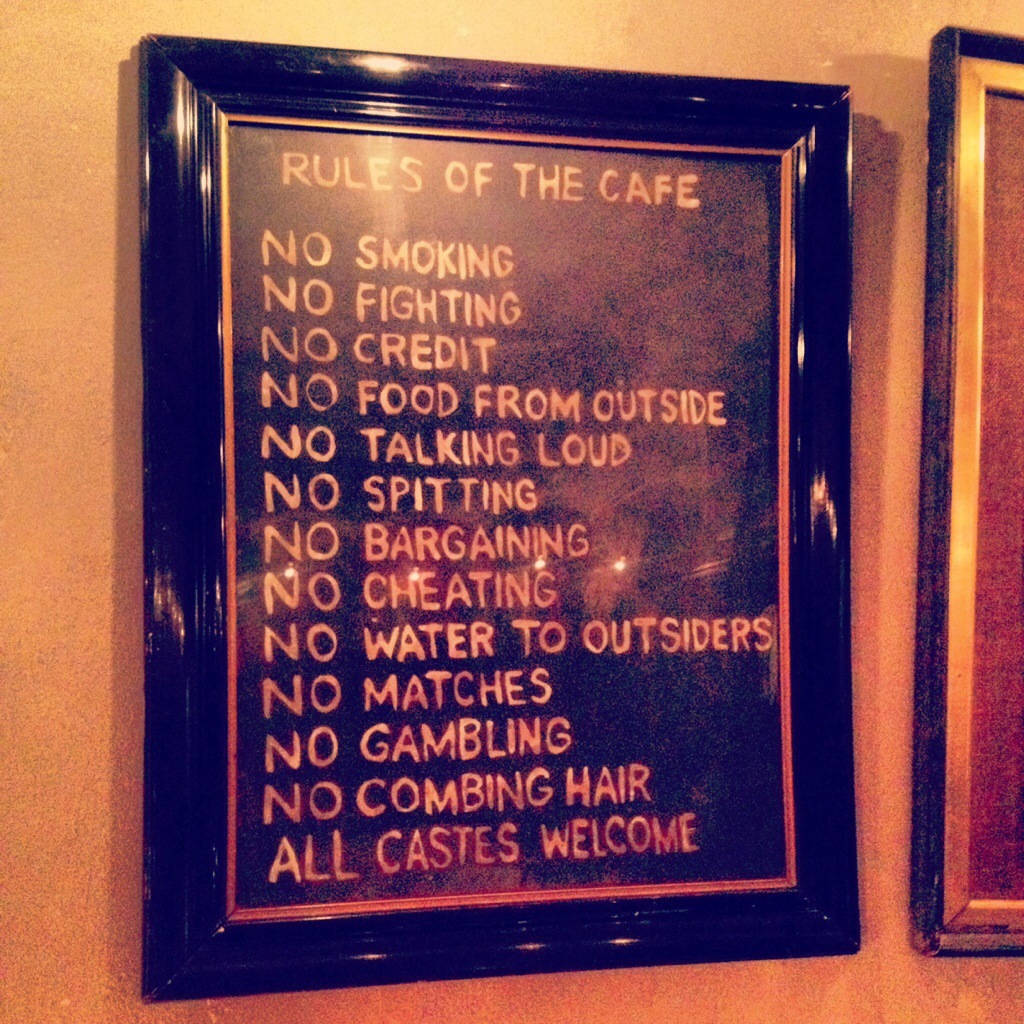 RULES OF THE CAFE
NO SMOKING
NO FIGHTING
NO CREDIT
NO FOOD FROM OUTSIDE
NO TALKING LOUD
NO SPITTING
NO BARGAINING
NO CHEATING
NO WATER TO OUTSIDERS
NO MATCHES
NO GAMBLING
NO COMBING HAIR
ALL CASTES WELCOME